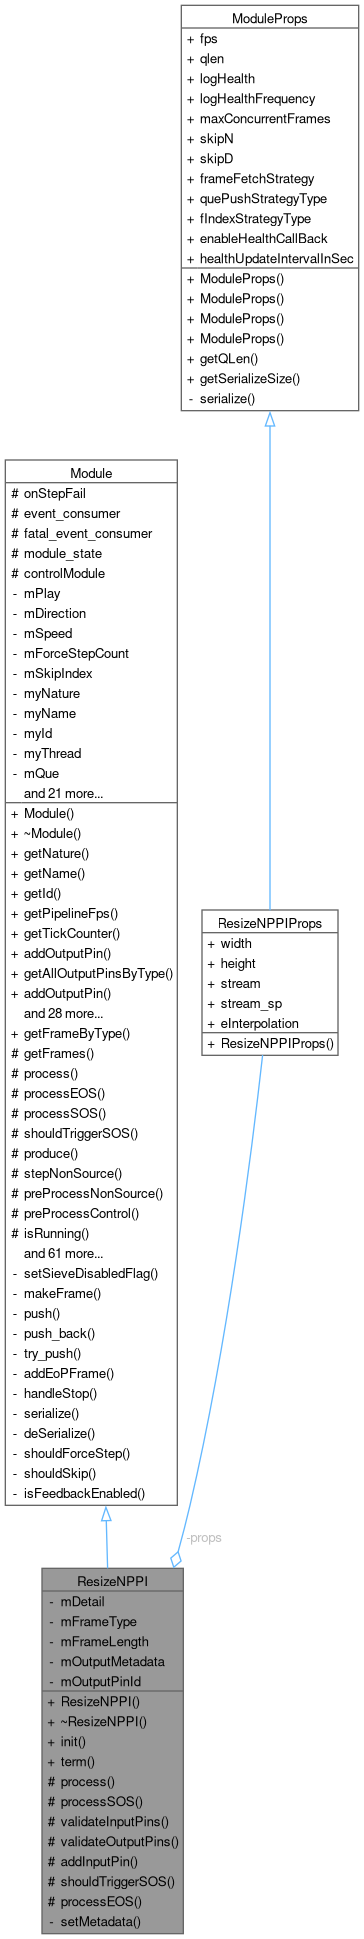 ModuleProps
+ fps
+ qlen
+ logHealth
+ logHealthFrequency
+ maxConcurrentFrames
+ skipN
+ skipD
+ frameFetchStrategy
+ quePushStrategyType
+ fIndexStrategyType
+ enableHealthCallBack
+ healthUpdateIntervalInSec
+ ModuleProps()
+ ModuleProps()
+ ModuleProps()
+ ModuleProps()
+ getQLen()
+ getSerializeSize()
- serialize()
Module
# onStepFail
# event_consumer
# fatal_event_consumer
# module_state
# controlModule
- mPlay
- mDirection
- mSpeed
- mForceStepCount
- mSkipIndex
- myNature
- myName
- myId
- myThread
- mQue
and 21 more...
+ Module()
+ ~Module()
+ getNature()
+ getName()
+ getId()
+ getPipelineFps()
+ getTickCounter()
+ addOutputPin()
+ getAllOutputPinsByType()
+ addOutputPin()
and 28 more...
+ getFrameByType()
# getFrames()
# process()
# processEOS()
# processSOS()
# shouldTriggerSOS()
# produce()
# stepNonSource()
# preProcessNonSource()
# preProcessControl()
# isRunning()
and 61 more...
- setSieveDisabledFlag()
- makeFrame()
- push()
- push_back()
- try_push()
- addEoPFrame()
- handleStop()
- serialize()
- deSerialize()
- shouldForceStep()
- shouldSkip()
- isFeedbackEnabled()
ResizeNPPIProps
+ width
+ height
+ stream
+ stream_sp
+ eInterpolation
+ ResizeNPPIProps()
-props
ResizeNPPI
- mDetail
- mFrameType
- mFrameLength
- mOutputMetadata
- mOutputPinId
+ ResizeNPPI()
+ ~ResizeNPPI()
+ init()
+ term()
# process()
# processSOS()
# validateInputPins()
# validateOutputPins()
# addInputPin()
# shouldTriggerSOS()
# processEOS()
- setMetadata()